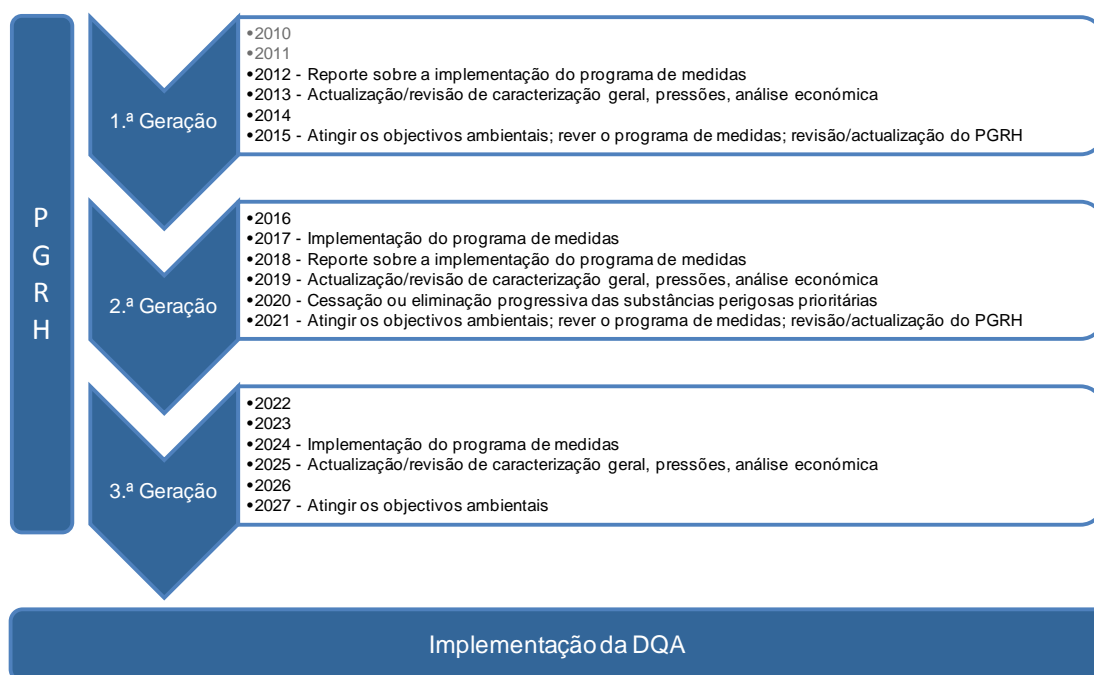 P
G
R
H
1.ª Geração
•2010
•2011
•2012 - Reporte sobre a implementação do programa de medidas
•2013 - Actualização/revisão de caracterização geral, pressões, análise económica
•2014
•2015 - Atingir os objectivos ambientais; rever o programa de medidas; revisão/actualização do PGRH
2.ª Geração
•2016
•2017 - Implementação do programa de medidas
•2018 - Reporte sobre a implementação do programa de medidas
•2019 - Actualização/revisão de caracterização geral, pressões, análise económica
•2020 - Cessação ou eliminação progressiva das substâncias perigosas prioritárias
•2021 - Atingir os objectivos ambientais; rever o programa de medidas; revisão/actualização do PGRH
3.ª Geração
•2022
•2023
•2024 - Implementação do programa de medidas
•2025 - Actualização/revisão de caracterização geral, pressões, análise económica
•2026
•2027 - Atingir os objectivos ambientais
Implementação da DQA